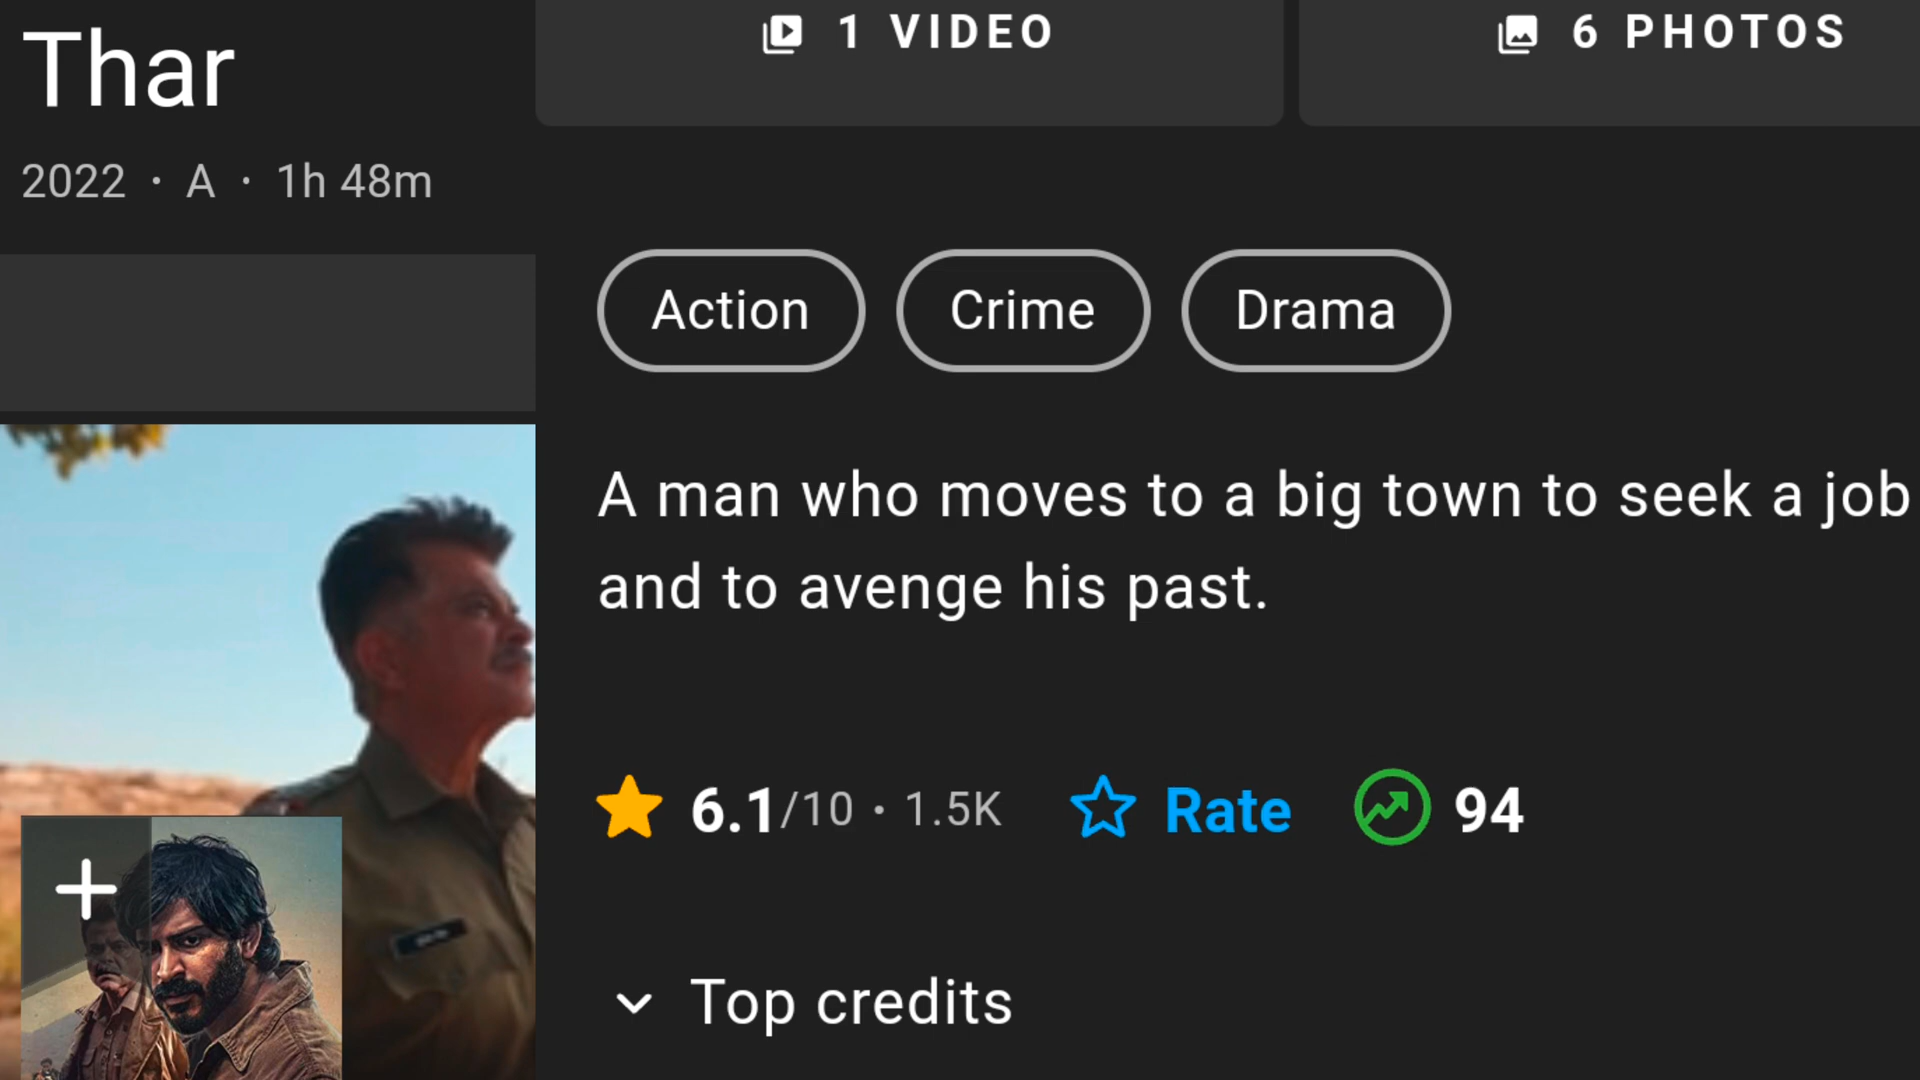 Thar
2022 · A · 1h 48m
1 VIDEO
6 PHOTOS
Action
Crime
Drama
A man who moves to a big town to seek a job
and to avenge his past.
6.1/10 · 1.5K
Rate
94
Top credits